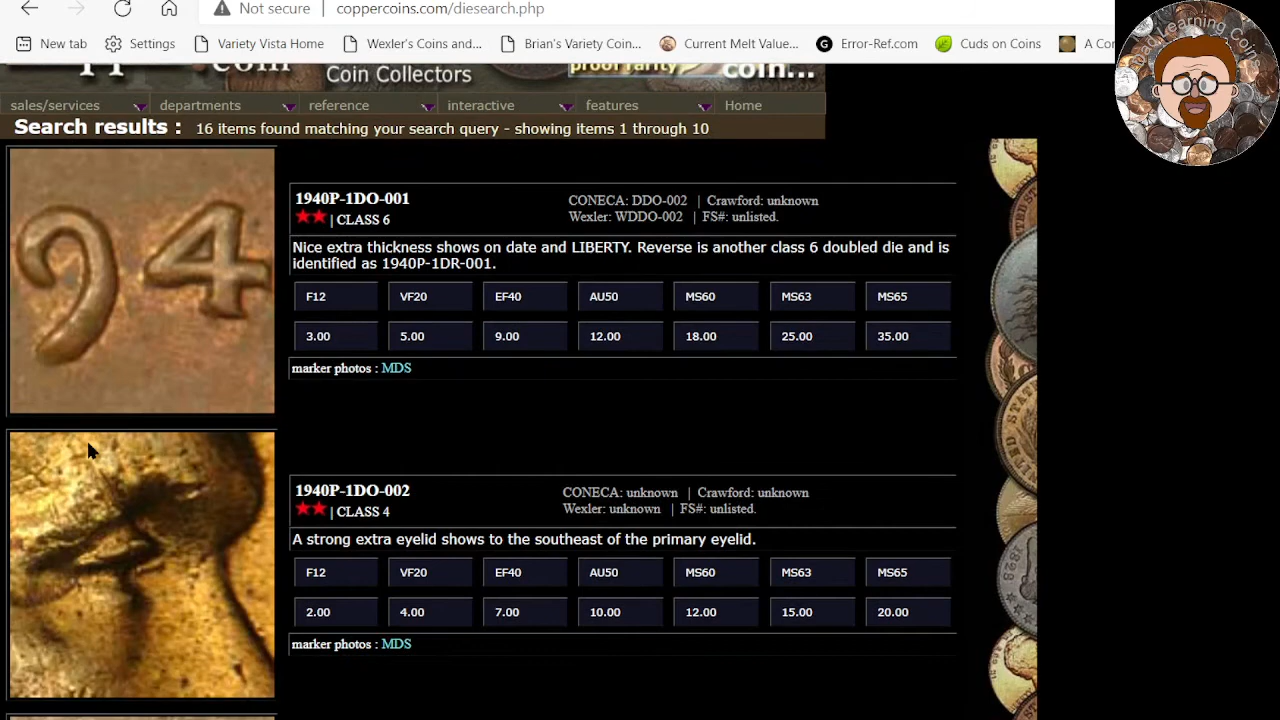 Not secure | coppercoins.com/diesearch.php
New tab Settings Variety Vista Home Wexler's Coins and... Brian's Variety Coin... Current Melt Value... Error-Ref.com Cuds on Coins A Co
.com Coin Collectors proof rarity coin...
sales/services departments reference interactive features Home
Search results : 16 items found matching your search query - showing items 1 through 10
94
1940P-1DO-001 CONECA: DDO-002 | Crawford: unknown
| CLASS 6 Wexler: WDDO-002 | FS#: unlisted.
Nice extra thickness shows on date and LIBERTY. Reverse is another class 6 doubled die and is
identified as 1940P-1DR-001.
F12 VF20 EF40 AU50 MS60 MS63 MS65
3.00 5.00 9.00 12.00 18.00 25.00 35.00
marker photos : MDS
1940P-1DO-002 CONECA: unknown | Crawford: unknown
| CLASS 4 Wexler: unknown | FS#: unlisted.
A strong extra eyelid shows to the southeast of the primary eyelid.
F12 VF20 EF40 AU50 MS60 MS63 MS65
2.00 4.00 7.00 10.00 12.00 15.00 20.00
marker photos : MDS
Learning Coins